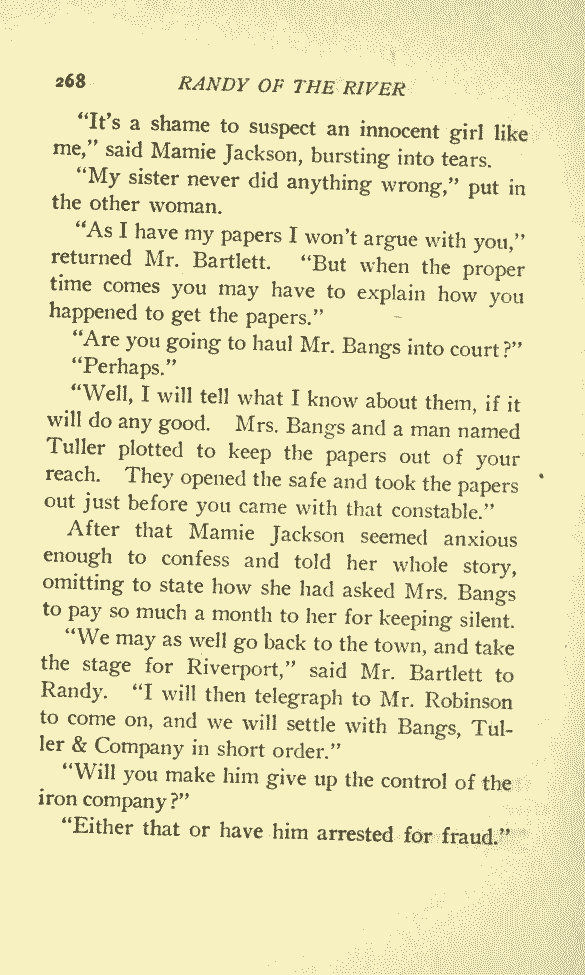 268 RANDY OF THE RIVER
"It's a shame to suspect an innocent girl like
me," said Mamie Jackson, bursting into tears.
"My sister never did anything wrong," put in
the other woman.
"As I have my papers I won't argue with you,"
returned Mr. Bartlett. "But when the proper
time comes you may have to explain how you
happened to get the papers."
"Are you going to haul Mr. Bangs into court?"
"Perhaps."
"Well, I will tell what I know about them, if it
will do any good. Mrs. Bangs and a man named
Tuller plotted to keep the papers out of your
reach. They opened the safe and took the papers
out just before you came with that constable."
After that Mamie Jackson seemed anxious
enough to confess and told her whole story,
omitting to state how she had asked Mrs. Bangs
to pay so much a month to her for keeping silent.
"We may as well go back to the town, and take
the stage for Riverport," said Mr. Bartlett to
Randy. "I will then telegraph to Mr. Robinson
to come on, and we will settle with Bangs, Tul-
ler & Company in short order."
"Will you make him give up the control of the
iron company?"
"Either that or have him arrested for fraud."